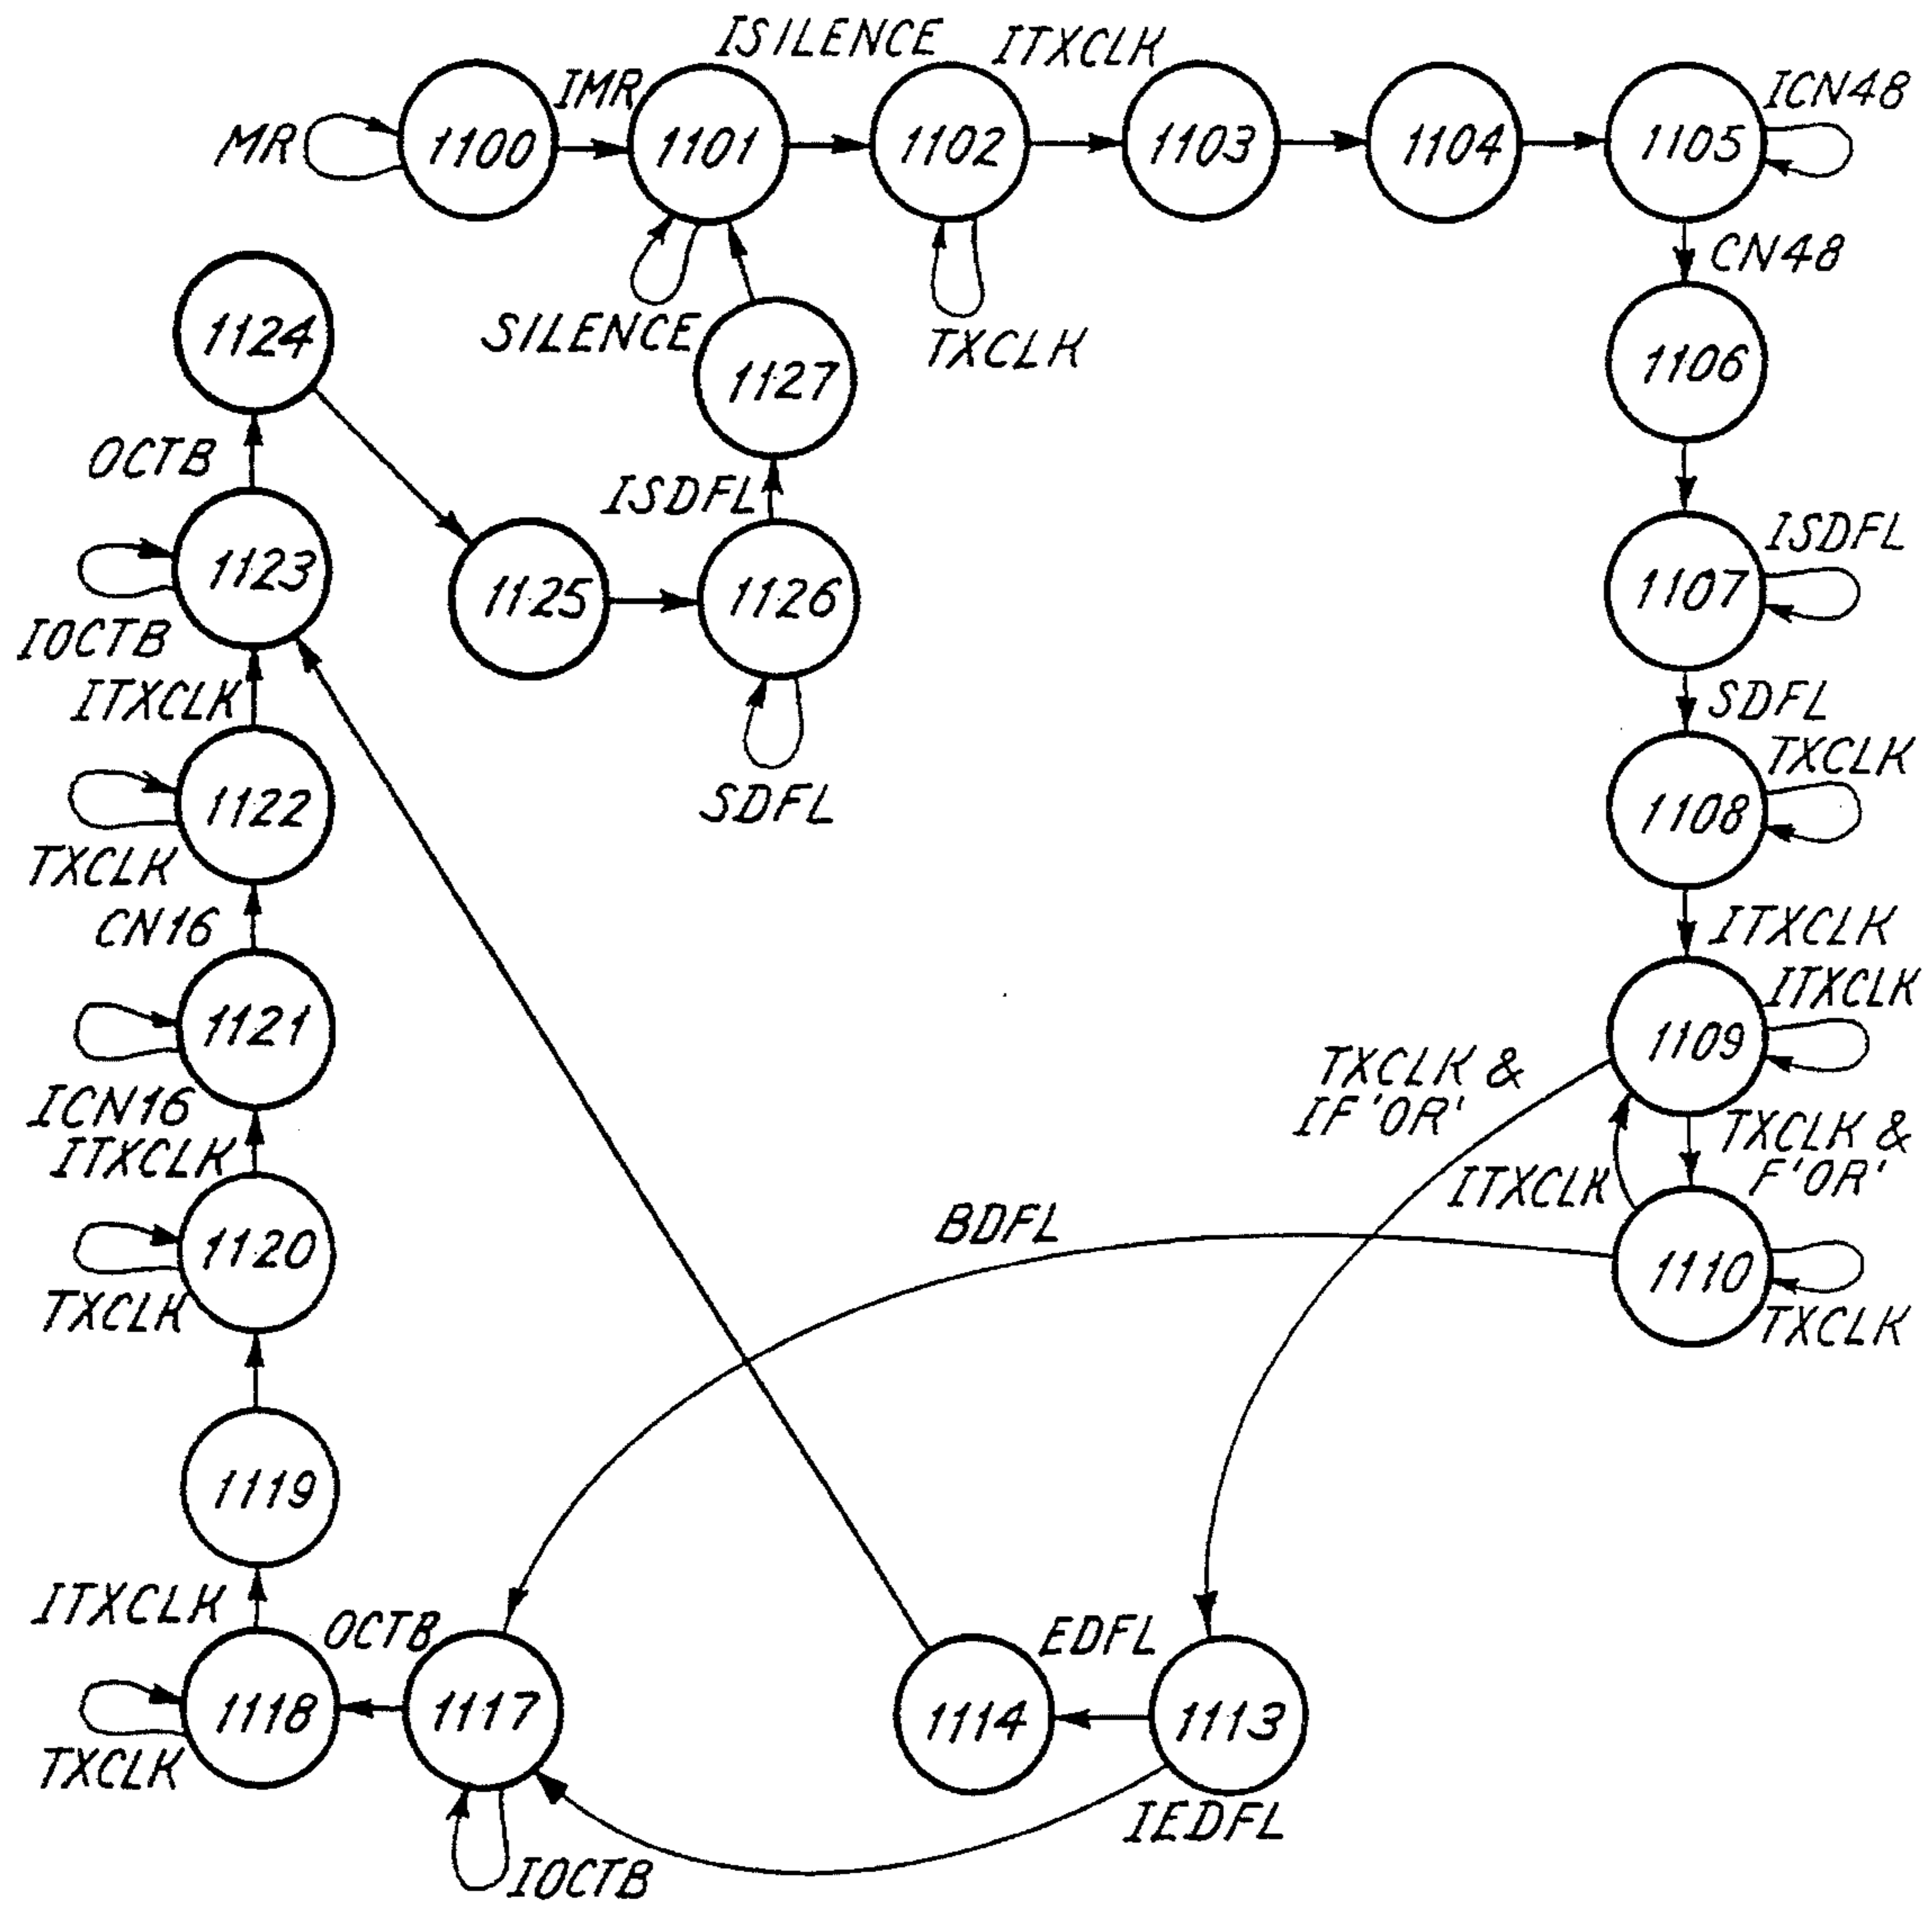 ISILENCE
ITXCLK
IMR
MR
1100
1101
1102
1103
1104
1105
ICN48
CN48
SILENCE
TXCLK
1106
1124
1127
OCTB
ISDFL
1123
1125
1126
1107
ISDFL
IOCTB
ITXCLK
SDFL
SDFL
TXCLK
1122
1108
TXCLK
CN16
ITXCLK
ITXCLK
1121
1109
TXCLK &
IF'OR'
ICN16
ITXCLK
TXCLK &
F'OR'
ITXCLK
BDFL
1120
1110
TXCLK
TXCLK
1119
ITXCLK
OCTB
EDFL
1118
1117
1114
1113
TXCLK
IEDFL
IOCTB